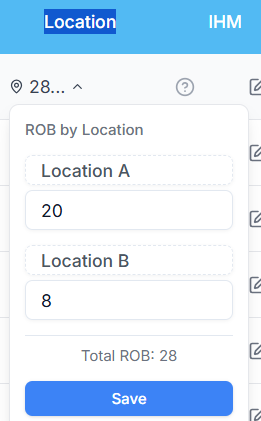 Location IHM
28...
ROB by Location
Location A
20
Location B
8
Total ROB: 28
Save